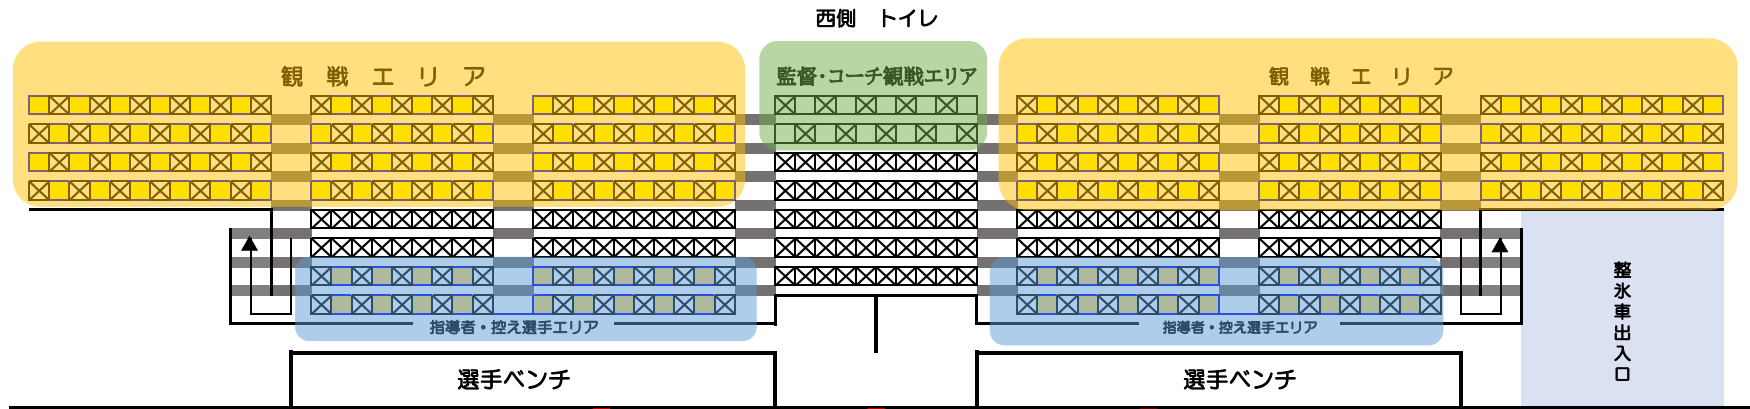 西側　トイレ
観　戦　エ　リ　ア
監督・コーチ観戦エリア
観　戦　エ　リ　ア
指導者・控え選手エリア
指導者・控え選手エリア
選手ベンチ
選手ベンチ
整氷車出入口